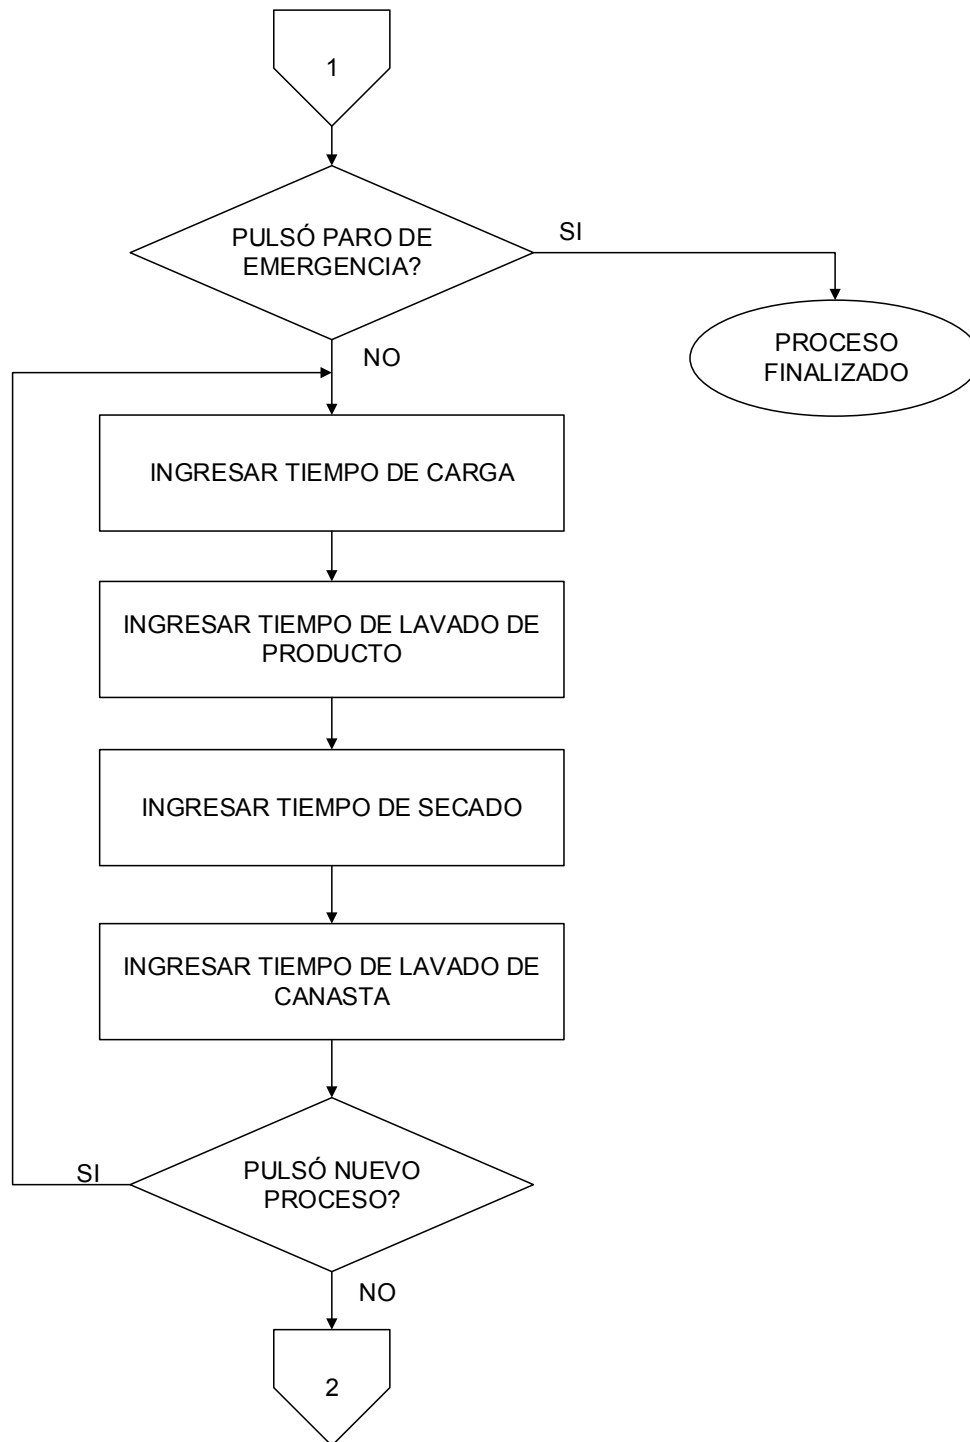 1
PULSÓ PARO DE
EMERGENCIA?
SI
PROCESO
FINALIZADO
NO
INGRESAR TIEMPO DE CARGA
INGRESAR TIEMPO DE LAVADO DE
PRODUCTO
INGRESAR TIEMPO DE SECADO
INGRESAR TIEMPO DE LAVADO DE
CANASTA
SI
PULSÓ NUEVO
PROCESO?
NO
2